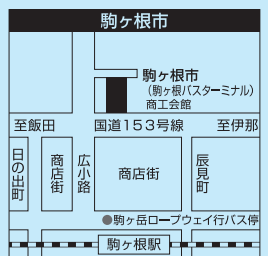 駒ヶ根市
駒ヶ根市
（駒ヶ根バスターミナル）
商工会館
至飯田
国道153号線
至伊那
日の出町
商店街
広小路
商店街
辰見町
●駒ヶ岳ロープウェイ行バス停
駒ヶ根駅